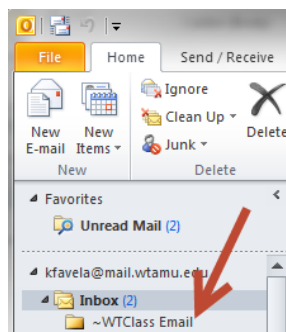 File Home Send / Receive
Ignore
Clean Up
Junk
Delete
New E-mail
New Items
New Delete
Favorites
Unread Mail (2)
kfavela@mail.wtamu.edu
Inbox (2)
~WTClass Email